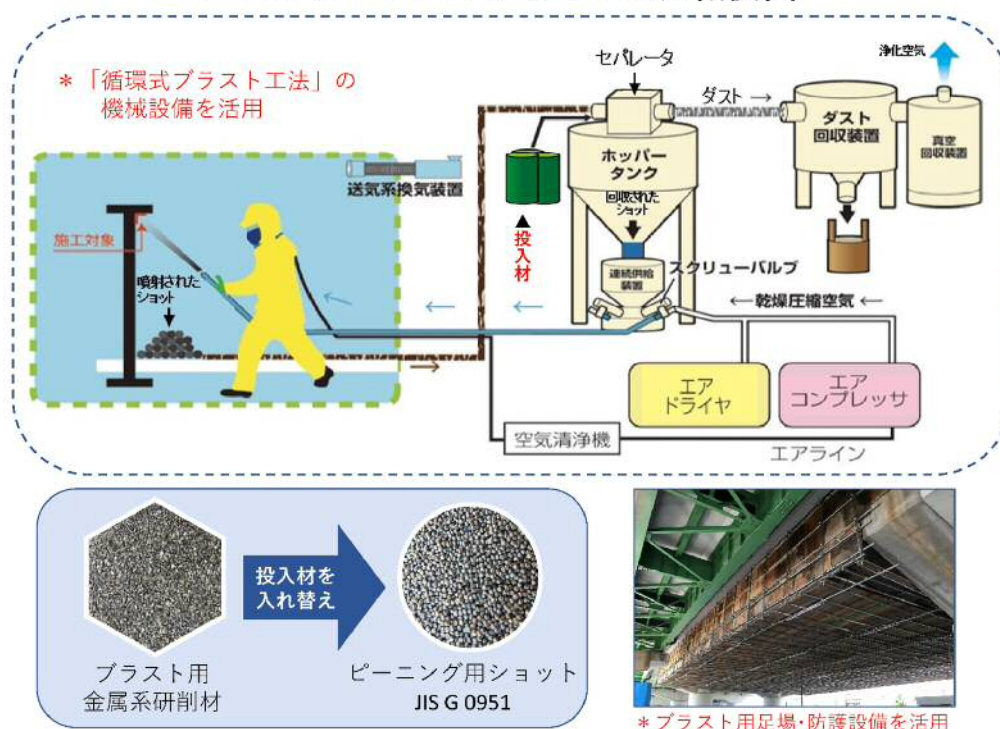 ＊「循環式ブラスト工法」の
機械設備を活用
セパレータ
ダスト →
浄化空気
ダスト
回収装置
真空
回収装置
ホッパー
タンク
回収された
ショット
送気系換気装置
▲投入材
施工対象
噴射された
ショット
連続供給
装置
スクリューバルブ
←乾燥圧縮空気←
エア
ドライヤ
エア
コンプレッサ
空気清浄機
エアライン
投入材を
入れ替え
ブラスト用
金属系研削材
ピーニング用ショット
JIS G 0951
＊ブラスト用足場・防護設備を活用